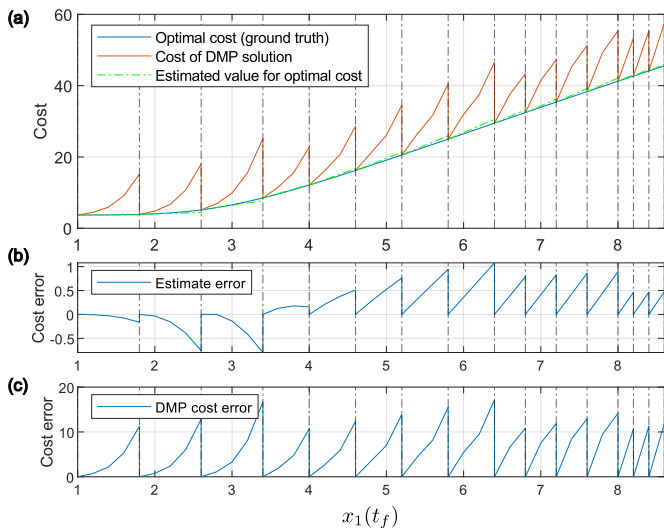 (a)
60
40
20
0
Cost
Optimal cost (ground truth)
Cost of DMP solution
Estimated value for optimal cost
1 2 3 4 5 6 7 8
(b)
1
0.5
0
-0.5
Cost error
Estimate error
1 2 3 4 5 6 7 8
(c)
20
10
0
Cost error
DMP cost error
1 2 3 4 5 6 7 8
x₁(t_f)